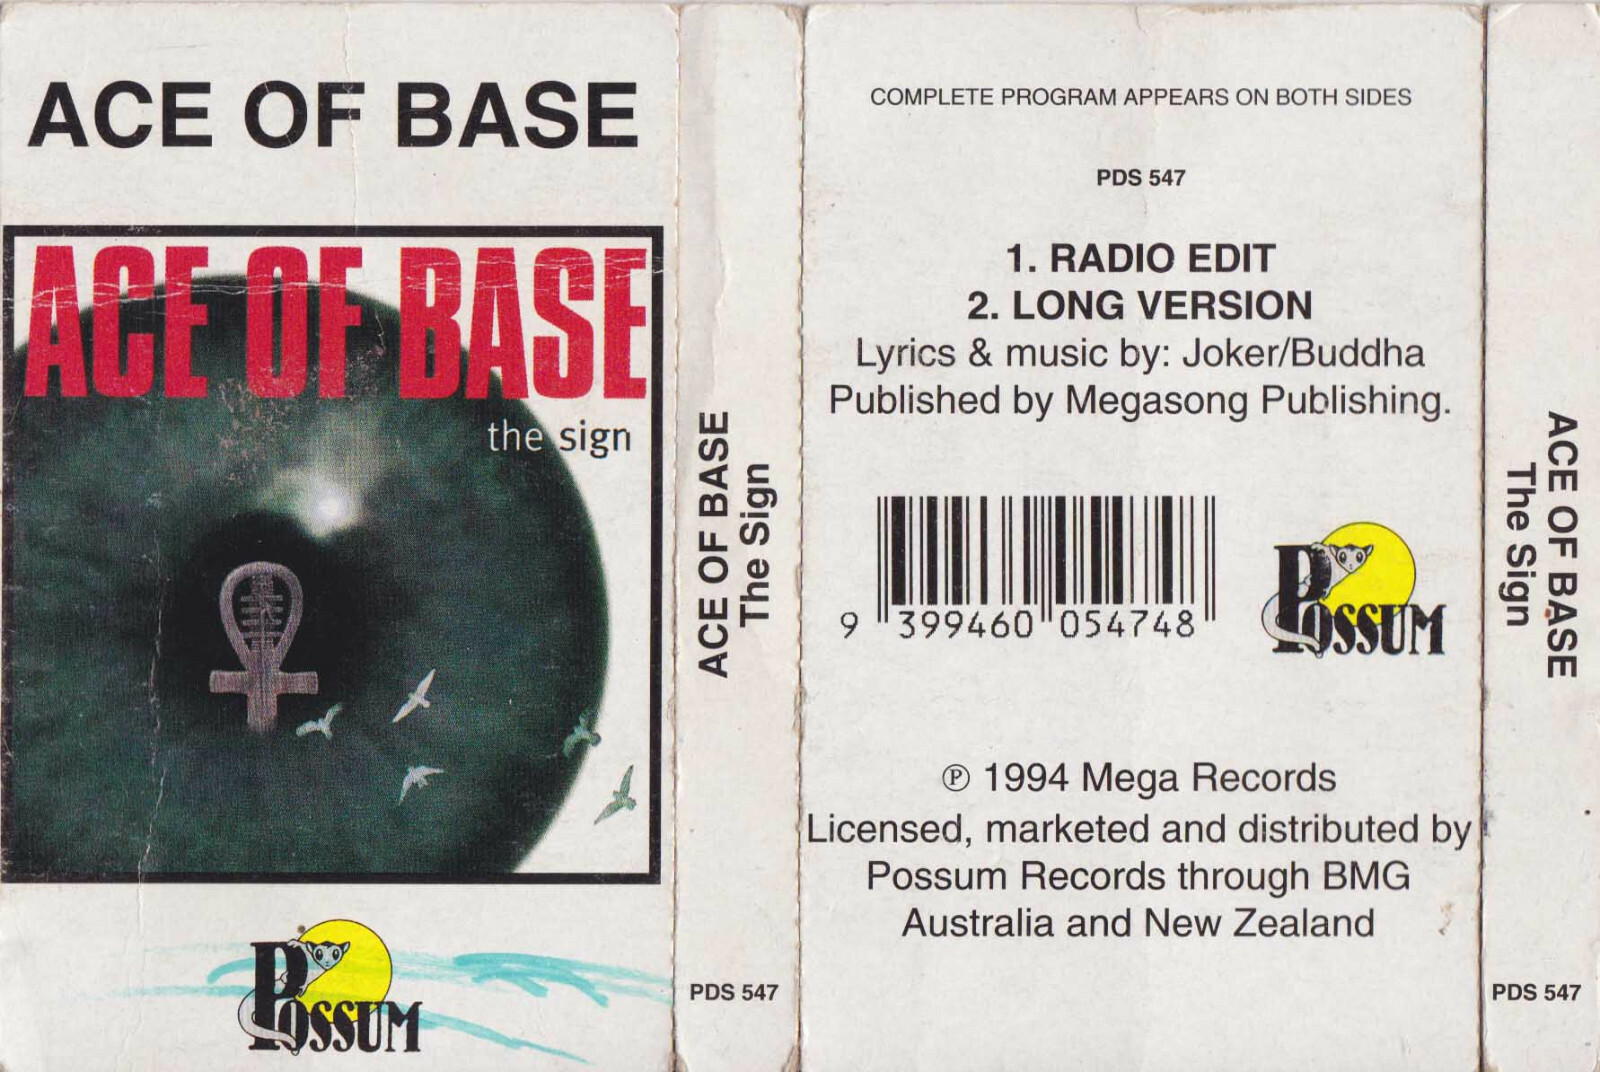 ACE OF BASE
ACE OF BASE
the sign
POSSUM
ACE OF BASE
The Sign
PDS 547
COMPLETE PROGRAM APPEARS ON BOTH SIDES
PDS 547
1. RADIO EDIT
2. LONG VERSION
Lyrics & music by: Joker/Buddha
Published by Megasong Publishing.
9 399460 054748
POSSUM
℗ 1994 Mega Records
Licensed, marketed and distributed by
Possum Records through BMG
Australia and New Zealand
ACE OF BASE
The Sign
PDS 547